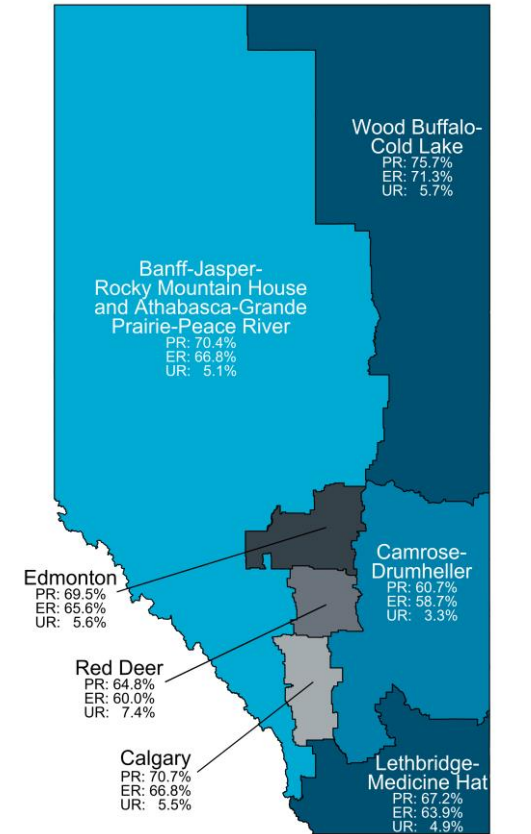 Wood Buffalo-
Cold Lake
PR: 75.7%
ER: 71.3%
UR: 5.7%
Banff-Jasper-
Rocky Mountain House
and Athabasca-Grande
Prairie-Peace River
PR: 70.4%
ER: 66.8%
UR: 5.1%
Edmonton
PR: 69.5%
ER: 65.6%
UR: 5.6%
Camrose-
Drumheller
PR: 60.7%
ER: 58.7%
UR: 3.3%
Red Deer
PR: 64.8%
ER: 60.0%
UR: 7.4%
Calgary
PR: 70.7%
ER: 66.8%
UR: 5.5%
Lethbridge-
Medicine Hat
PR: 67.2%
ER: 63.9%
UR: 4.9%